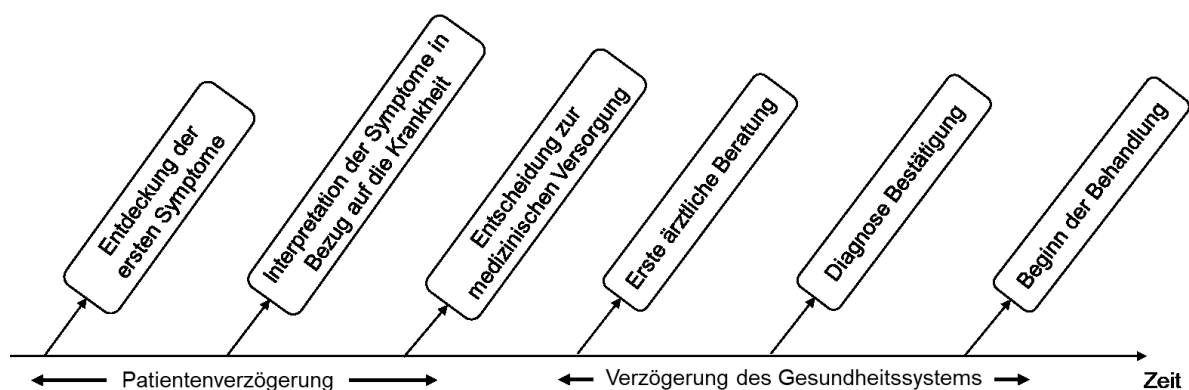 Entdeckung der
ersten Symptome
Interpretation der Symptome in
Bezug auf die Krankheit
Entscheidung zur
medizinischen Versorgung
Erste ärztliche Beratung
Diagnose Bestätigung
Beginn der Behandlung
Patientenverzögerung
Verzögerung des Gesundheitssystems
Zeit